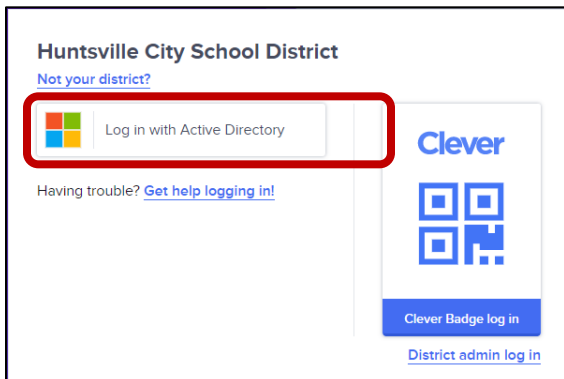 Huntsville City School District
Not your district?
Log in with Active Directory
Having trouble? Get help logging in!
Clever
Clever Badge log in
District admin log in